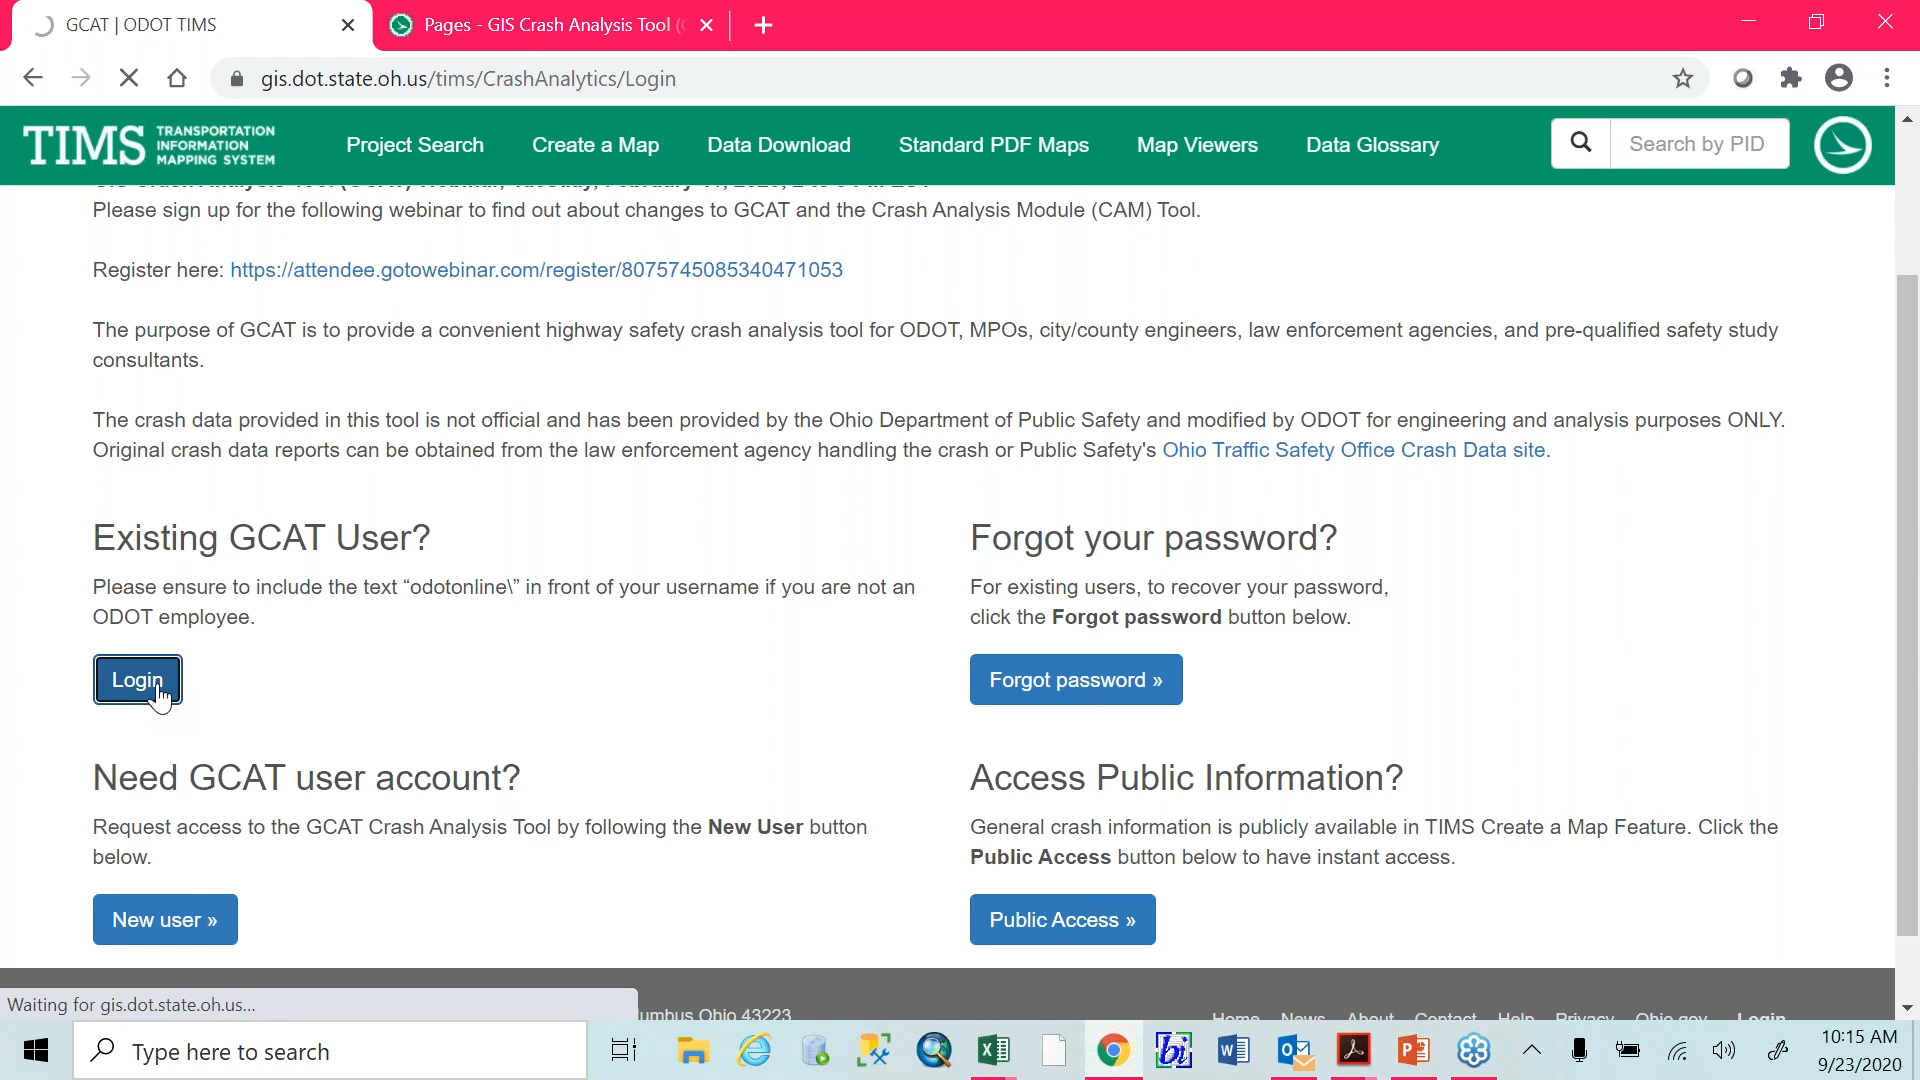 GCAT | ODOT TIMS
Pages - GIS Crash Analysis Tool (
gis.dot.state.oh.us/tims/CrashAnalytics/Login
TIMS TRANSPORTATION
INFORMATION
MAPPING SYSTEM
Project Search
Create a Map
Data Download
Standard PDF Maps
Map Viewers
Data Glossary
Search by PID
Please sign up for the following webinar to find out about changes to GCAT and the Crash Analysis Module (CAM) Tool.
Register here: https://attendee.gotowebinar.com/register/8075745085340471053
The purpose of GCAT is to provide a convenient highway safety crash analysis tool for ODOT, MPOs, city/county engineers, law enforcement agencies, and pre-qualified safety study
consultants.
The crash data provided in this tool is not official and has been provided by the Ohio Department of Public Safety and modified by ODOT for engineering and analysis purposes ONLY.
Original crash data reports can be obtained from the law enforcement agency handling the crash or Public Safety's Ohio Traffic Safety Office Crash Data site.
Existing GCAT User?
Please ensure to include the text “odotonline\” in front of your username if you are not an
ODOT employee.
Login
Forgot your password?
For existing users, to recover your password,
click the Forgot password button below.
Forgot password »
Need GCAT user account?
Request access to the GCAT Crash Analysis Tool by following the New User button
below.
New user »
Access Public Information?
General crash information is publicly available in TIMS Create a Map Feature. Click the
Public Access button below to have instant access.
Public Access »
umbus Ohio 43223
Home News About Contact Help Privacy Ohio.gov Login
Waiting for gis.dot.state.oh.us...
Type here to search
10:15 AM
9/23/2020